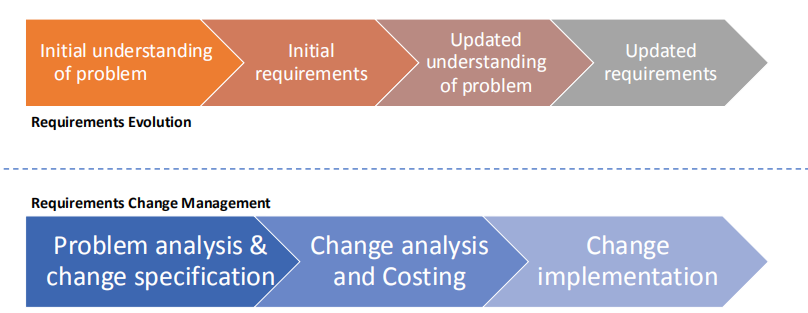 Initial understanding
of problem
Initial
requirements
Updated
understanding
of problem
Updated
requirements
Requirements Evolution
Requirements Change Management
Problem analysis &
change specification
Change analysis
and Costing
Change
implementation